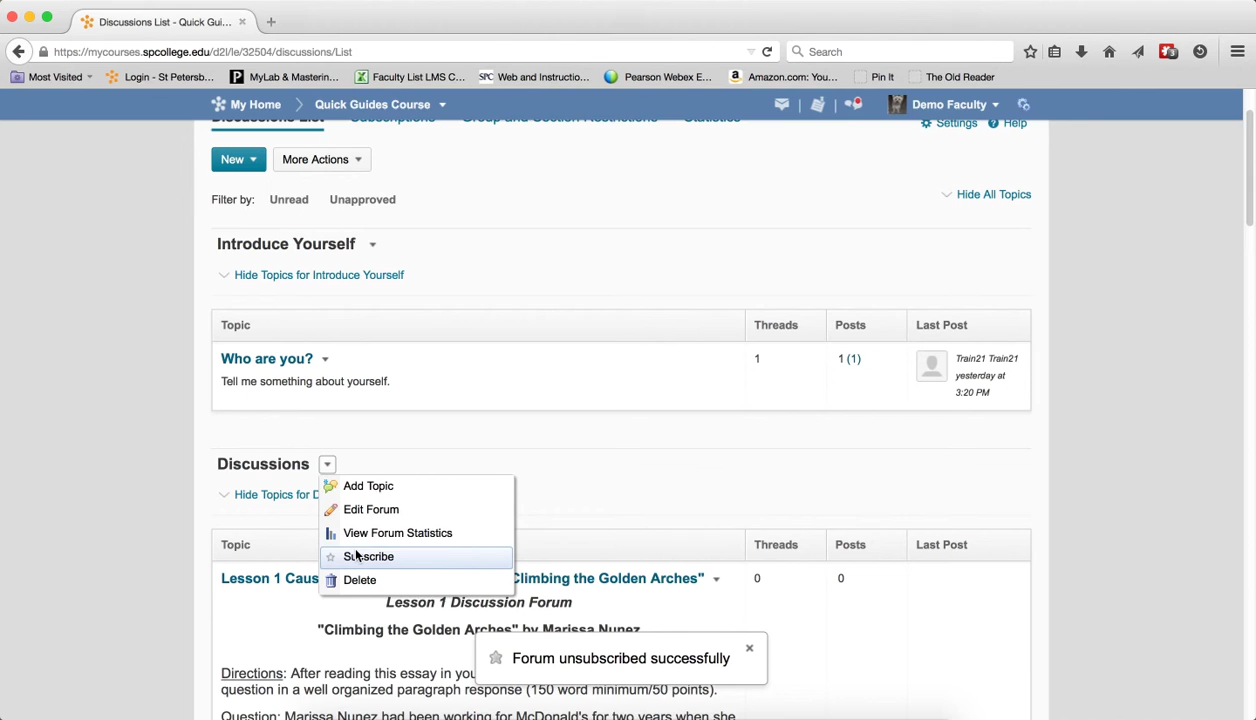 Discussions List - Quick Gui...
https://mycourses.spcollege.edu/d2l/le/32504/discussions/List
Search
Most Visited
Login - St Petersb...
MyLab & Mastering...
Faculty List LMS C...
SPC Web and Instructio...
Pearson Webex E...
Amazon.com: You...
Pin It
The Old Reader
My Home
Quick Guides Course
Demo Faculty
Discussions List
Subscriptions
Group and Section Restrictions
Statistics
Settings
Help
New
More Actions
Filter by: Unread Unapproved
Hide All Topics
Introduce Yourself
Hide Topics for Introduce Yourself
Topic Threads Posts Last Post
Who are you? 1 1 (1) Train21 Train21
Tell me something about yourself. yesterday at
3:20 PM
Discussions
Add Topic
Hide Topics for D
Edit Forum
View Forum Statistics
Topic Threads Posts Last Post
Subscribe
Delete
Lesson 1 Caus Climbing the Golden Arches" 0 0
Lesson 1 Discussion Forum
"Climbing the Golden Arches" by Marissa Nunez
Forum unsubscribed successfully
Directions: After reading this essay in you
question in a well organized paragraph response (150 word minimum/50 points).
Question: Marissa Nunez had been working for McDonald's for two years when she